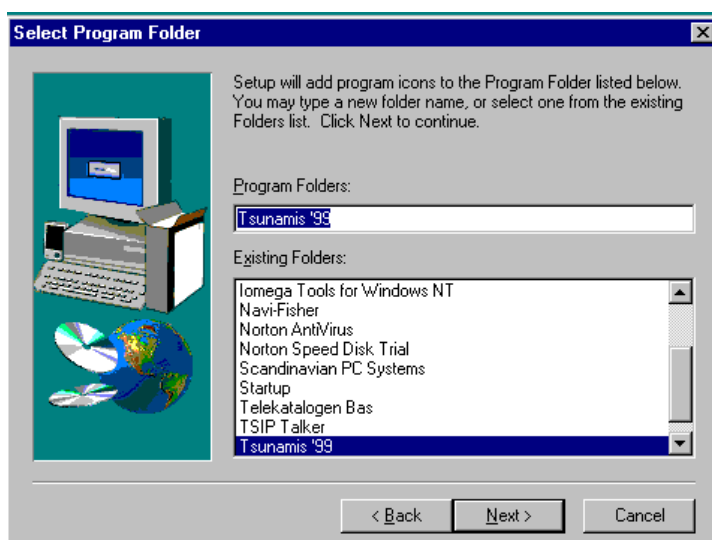 Select Program Folder
Setup will add program icons to the Program Folder listed below.
You may type a new folder name, or select one from the existing
Folders list. Click Next to continue.
Program Folders:
Tsunamis '99
Existing Folders:
Iomega Tools for Windows NT
Navi-Fisher
Norton AntiVirus
Norton Speed Disk Trial
Scandinavian PC Systems
Startup
Telekatalogen Bas
TSIP Talker
Tsunamis '99
< Back
Next >
Cancel